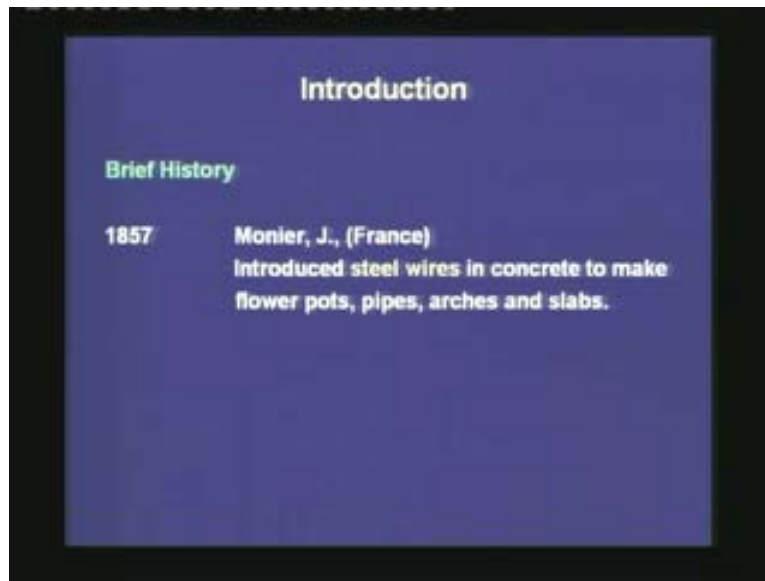 Introduction
Brief History
1857 Monier, J., (France)
Introduced steel wires in concrete to make
flower pots, pipes, arches and slabs.